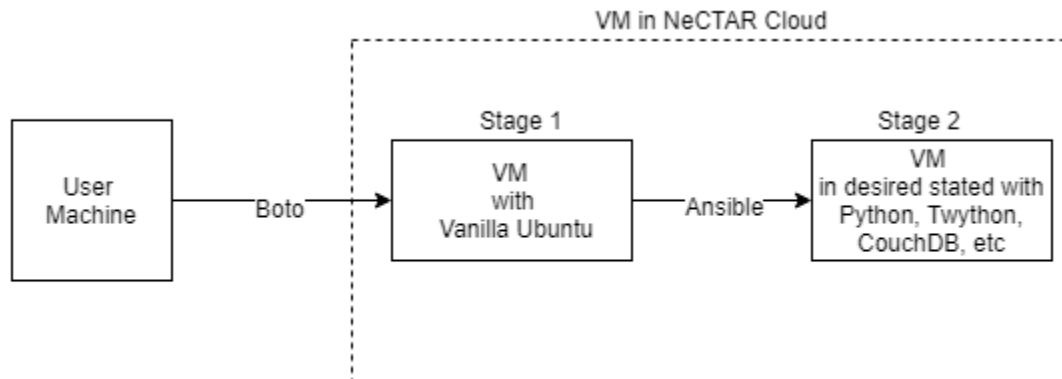 VM in NeCTAR Cloud
User
Machine
Boto
Stage 1
VM
with
Vanilla Ubuntu
Ansible
Stage 2
VM
in desired stated with
Python, Twython,
CouchDB, etc